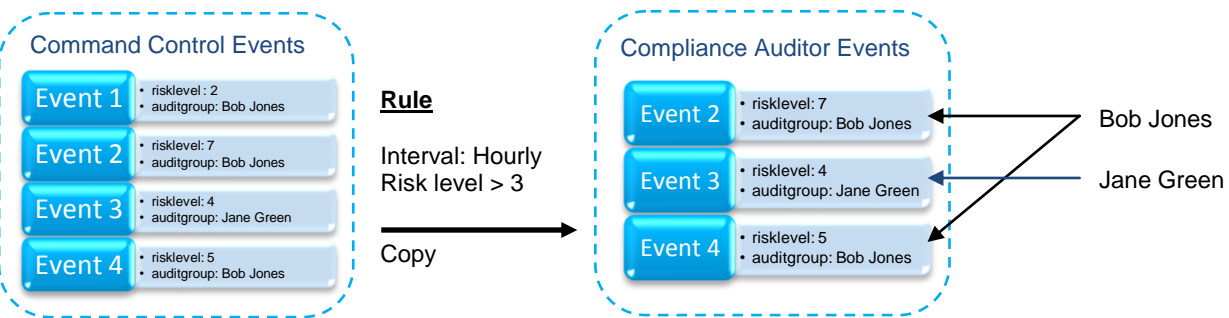 Command Control Events
Event 1
• risklevel: 2
• auditgroup: Bob Jones
Event 2
• risklevel: 7
• auditgroup: Bob Jones
Event 3
• risklevel: 4
• auditgroup: Jane Green
Event 4
• risklevel: 5
• auditgroup: Bob Jones
Rule
Interval: Hourly
Risk level > 3
Copy
Compliance Auditor Events
Event 2
• risklevel: 7
• auditgroup: Bob Jones
Event 3
• risklevel: 4
• auditgroup: Jane Green
Event 4
• risklevel: 5
• auditgroup: Bob Jones
Bob Jones
Jane Green